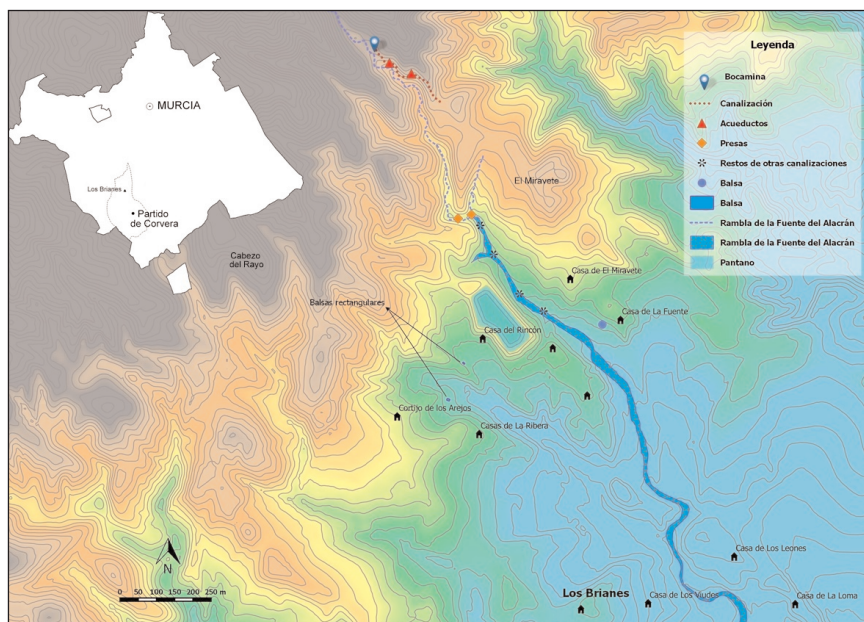 Leyenda
Bocamina
Canalización
Acueductos
Presas
Restos de otras canalizaciones
Balsa
Balsa
Rambla de la Fuente del Alacrán
Rambla de la Fuente del Alacrán
Pantano
MURCIA
Los Brianes
Partido
de Corvera
Cabezo
del Rayo
El Miravete
Casa de El Miravete
Balsas rectangulares
Casa de La Fuente
Casa del Rincón
Cortijo de los Arejos
Casas de La Ribera
N
0 50 100 150 200 250 m
Casa de Los Leones
Los Brianes
Casa de Los Viudos
Casa de La Loma